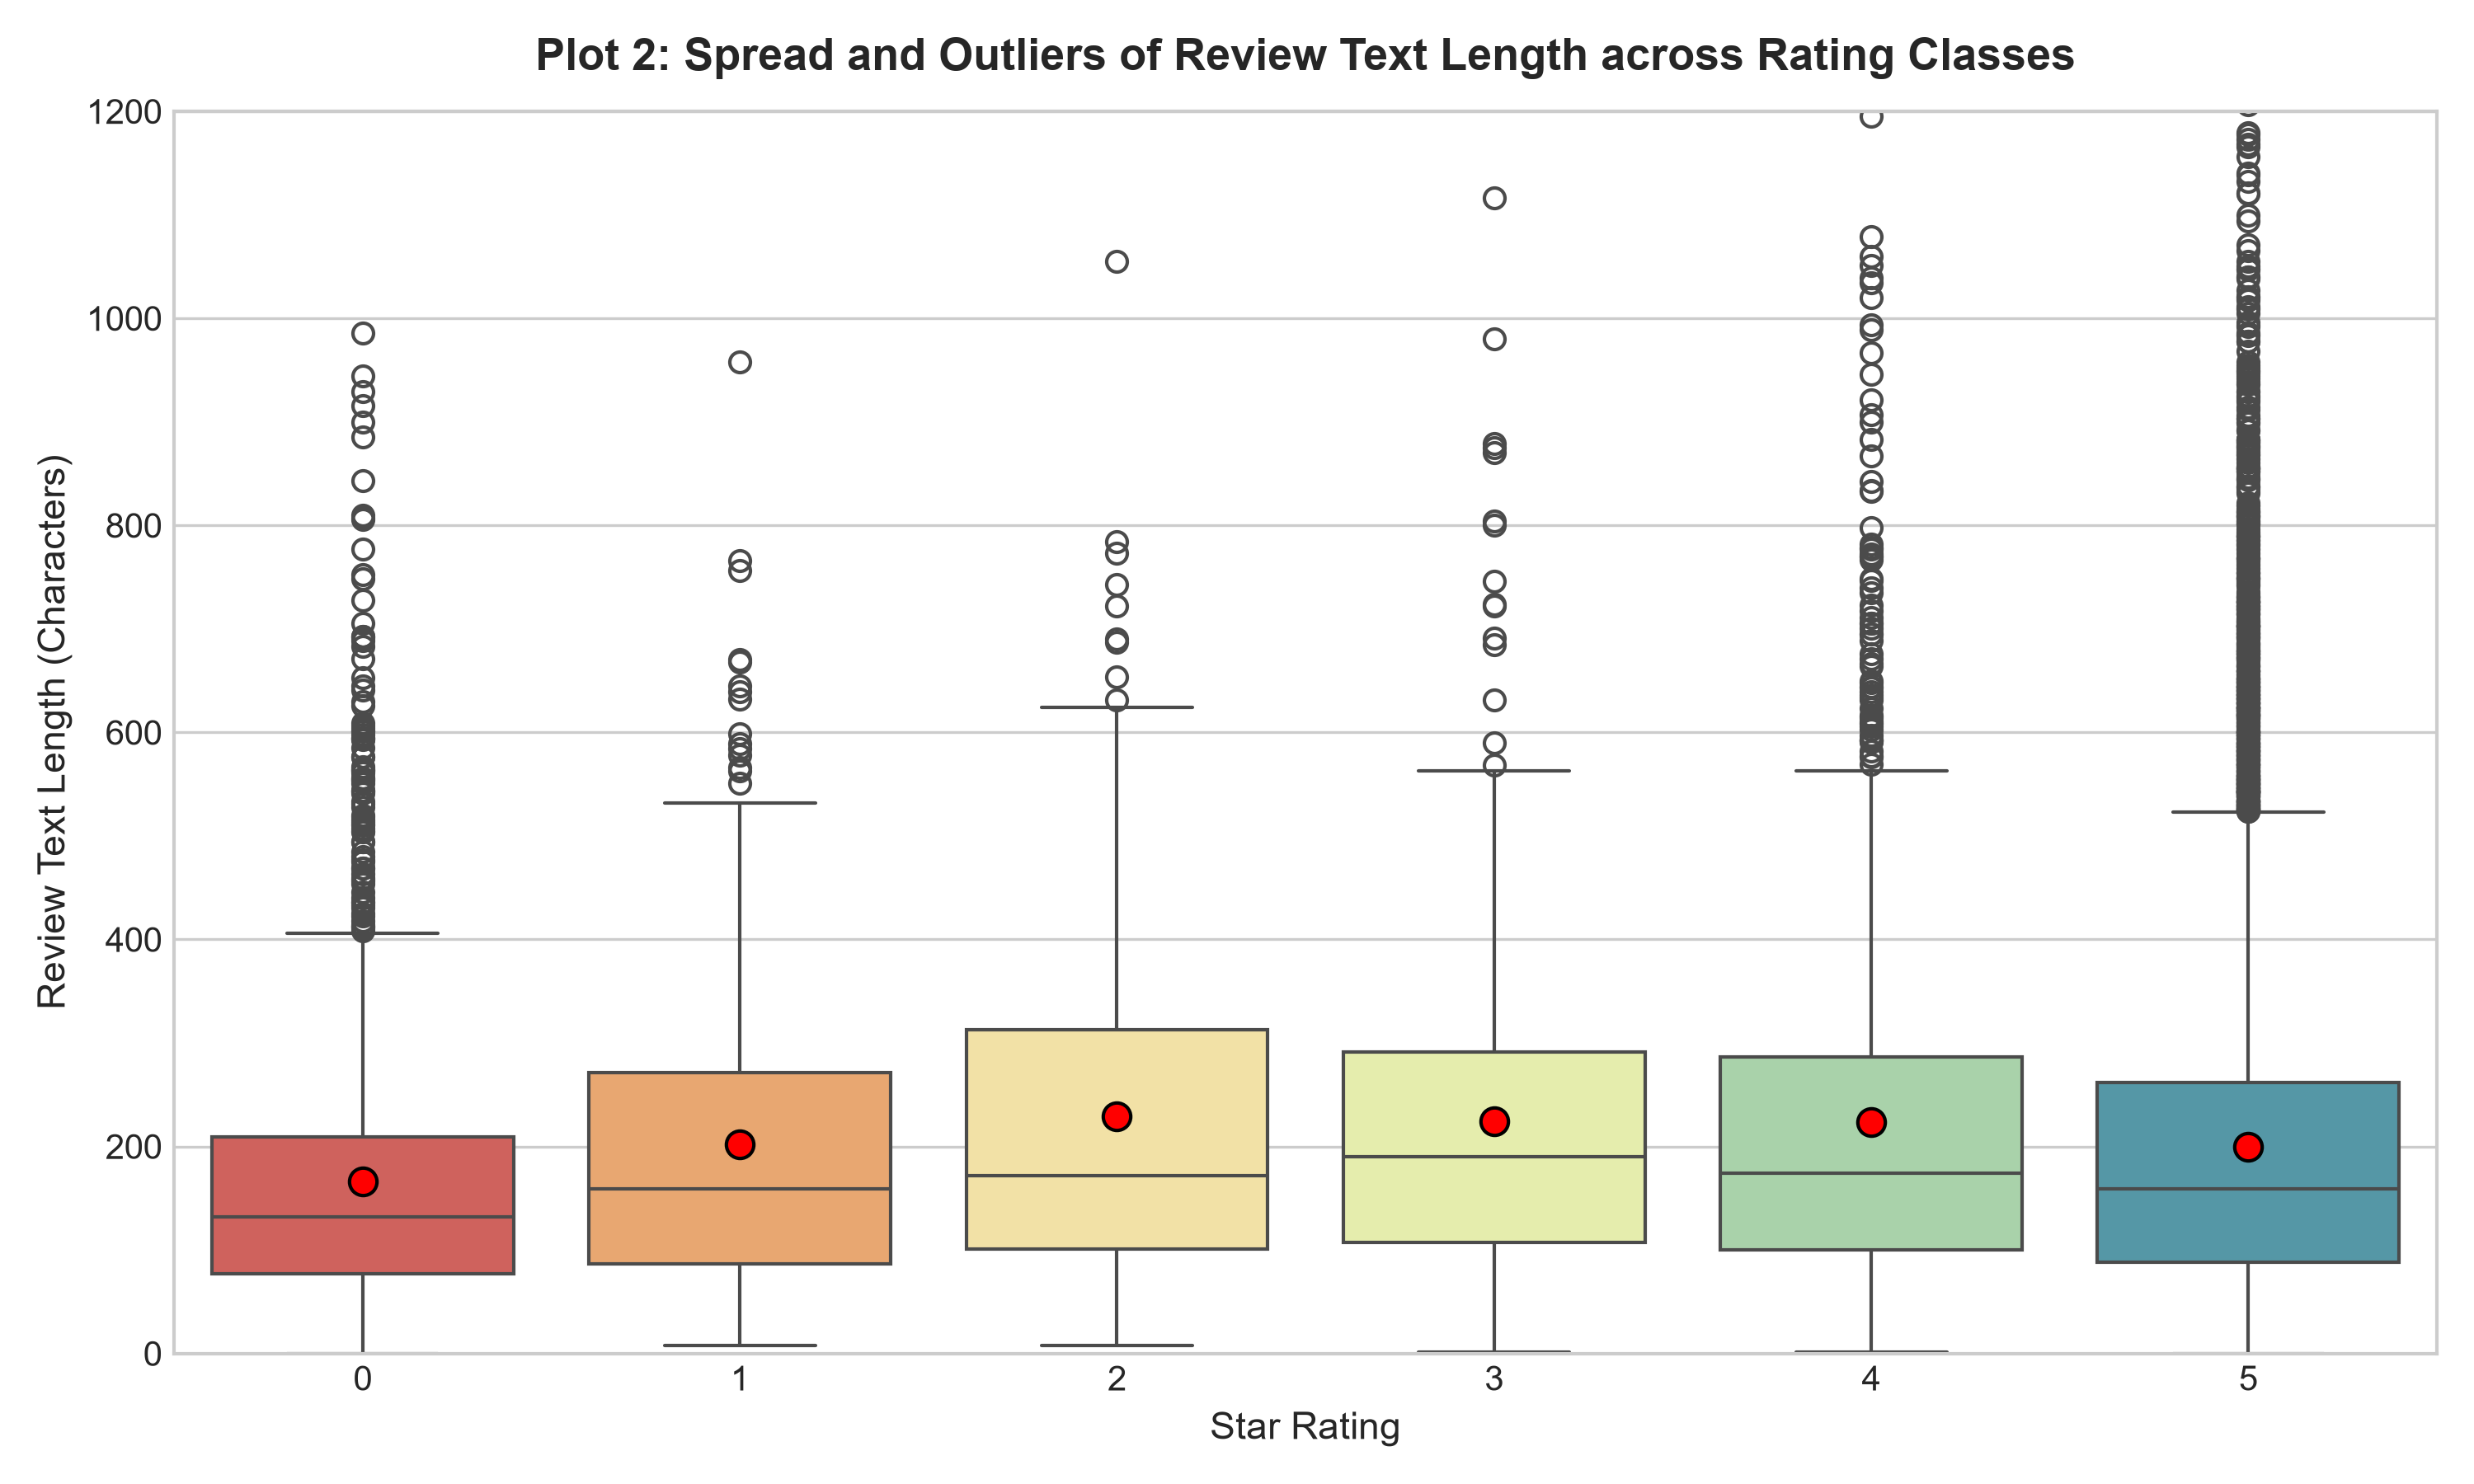 Plot 2: Spread and Outliers of Review Text Length across Rating Classes
Review Text Length (Characters)
1200
1000
800
600
400
200
0
0 1 2 3 4 5
Star Rating